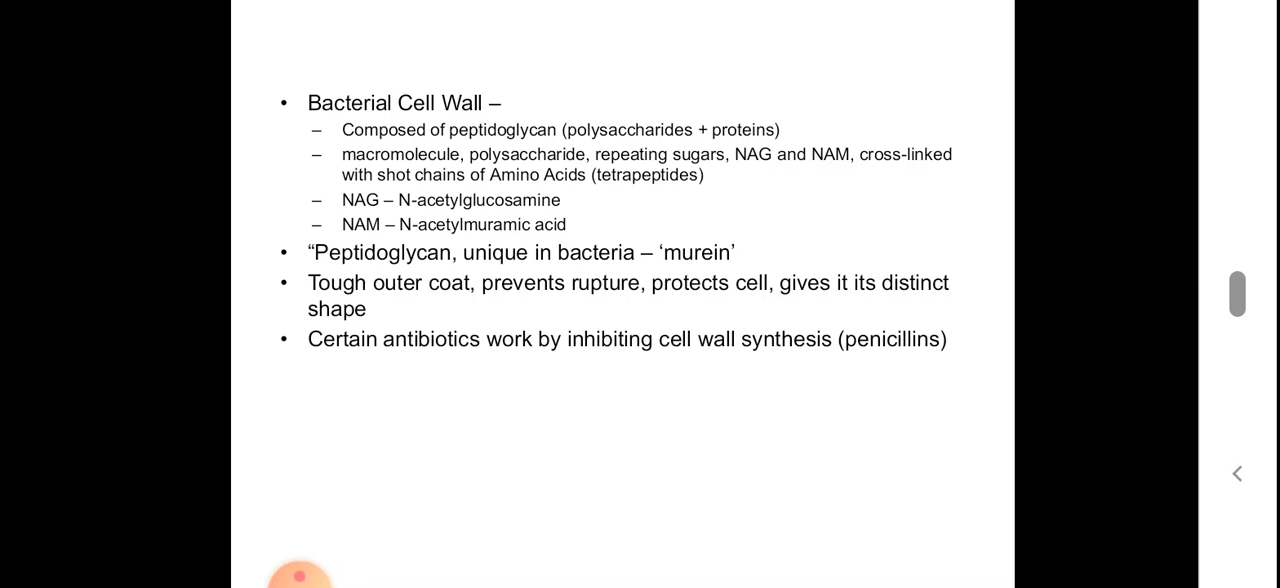 • Bacterial Cell Wall –
– Composed of peptidoglycan (polysaccharides + proteins)
– macromolecule, polysaccharide, repeating sugars, NAG and NAM, cross-linked
with shot chains of Amino Acids (tetrapeptides)
– NAG – N-acetylglucosamine
– NAM – N-acetylmuramic acid
• “Peptidoglycan, unique in bacteria – ‘murein’
• Tough outer coat, prevents rupture, protects cell, gives it its distinct
shape
• Certain antibiotics work by inhibiting cell wall synthesis (penicillins)